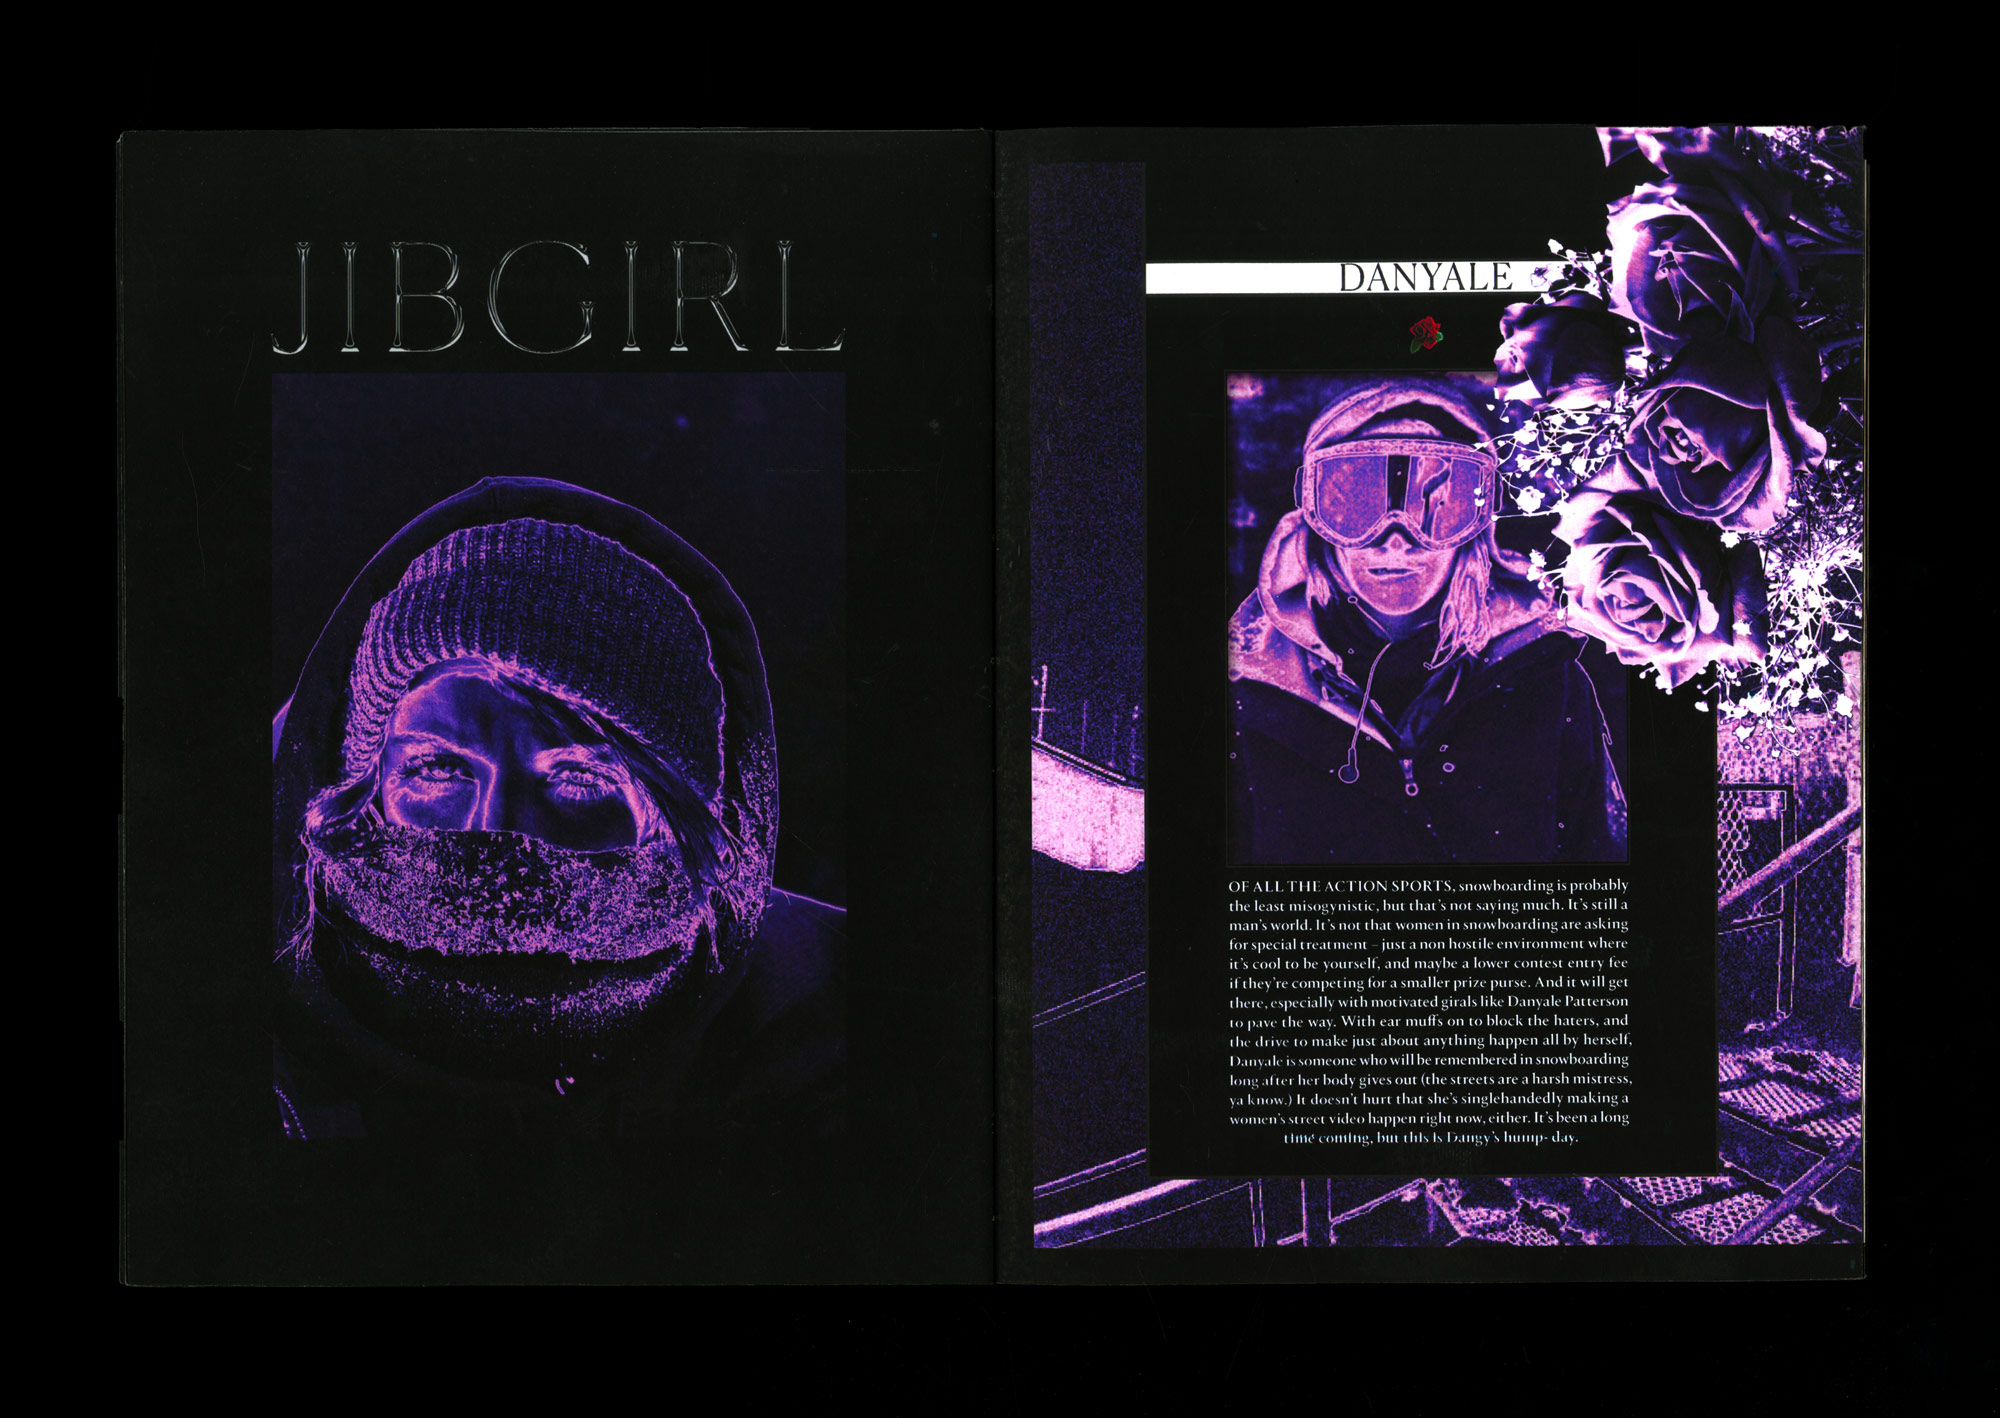 JIBGIRL
DANYALE
OF ALL THE ACTION SPORTS, snowboarding is probably
the least misogynistic, but that's not saying much. It's still a
man's world. It's not that women in snowboarding are asking
for special treatment – just a non hostile environment where
it's cool to be yourself, and maybe a lower contest entry fee
if they're competing for a smaller prize purse. And it will get
there, especially with motivated girals like Danyale Patterson
to pave the way. With ear muffs on to block the haters, and
the drive to make just about anything happen all by herself,
Danyale is someone who will be remembered in snowboarding
long after her body gives out (the streets are a harsh mistress,
ya know.) It doesn't hurt that she's singlehandedly making a
women's street video happen right now, either. It's been a long
time coming, but this is Dangy's hump- day.